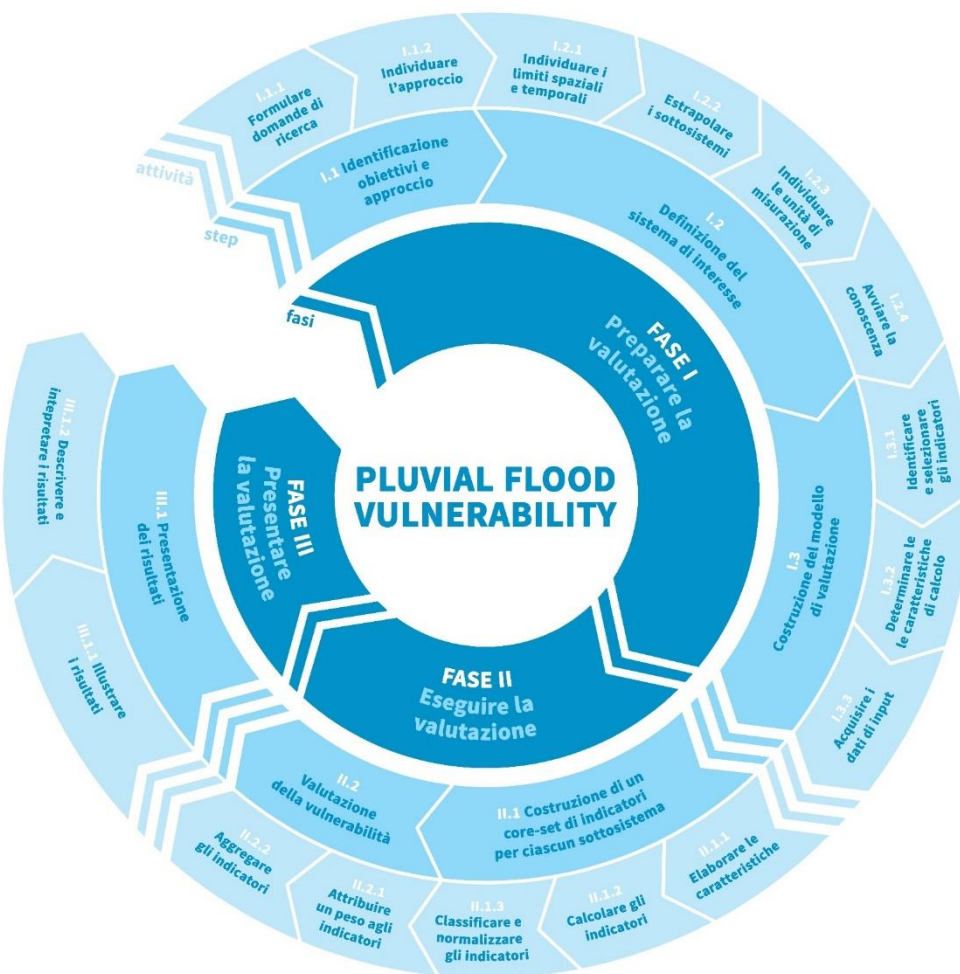 PLUVIAL FLOOD
VULNERABILITY
fasi
FASE I
Preparare la
valutazione
FASE II
Eseguire la
valutazione
FASE III
Presentare
la valutazione
step
I.1 Identificazione
obiettivi e
approccio
I.2
Definizione del
sistema di interesse
I.3
Costruzione del modello
di valutazione
II.1 Costruzione di un
core-set di indicatori
per ciascun sottosistema
II.2
Valutazione
della vulnerabilità
III.1 Presentazione
dei risultati
attività
I.1.1
Formulare
domande di
ricerca
I.1.2
Individuare
l'approccio
I.2.1
Individuare i
limiti spaziali
e temporali
I.2.2
Estrapolare
i sottosistemi
I.2.3
Individuare
le unità di
misurazione
I.2.4
Avviare la
conoscenza
I.3.1
Identificare
e selezionare
gli indicatori
I.3.2
Determinare le
caratteristiche
di calcolo
I.3.3
Acquisire i
dati di input
II.1.1
Elaborare le
caratteristiche
II.1.2
Calcolare gli
indicatori
II.1.3
Classificare e
normalizzare
gli indicatori
II.2.1
Attribuire
un peso agli
indicatori
II.2.2
Aggregare
gli indicatori
III.1.1 Illustrare
i risultati
III.1.2 Descrivere e
intepretare i risultati